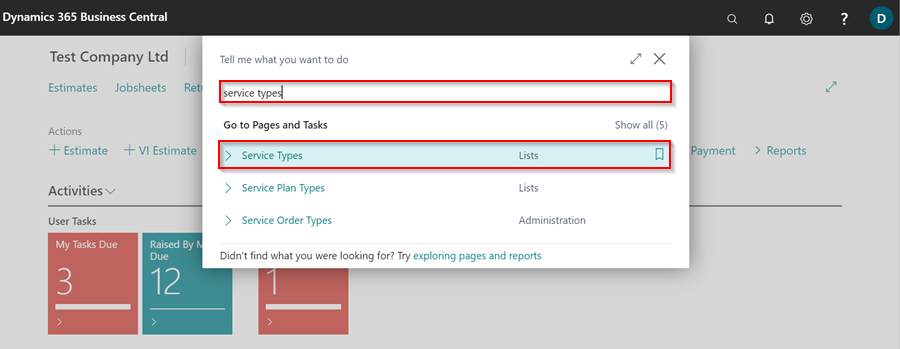 Dynamics 365 Business Central
?
D
Test Company Ltd
Tell me what you want to do
Estimates Jobsheets
service types
Actions
Go to Pages and Tasks Show all (5)
Estimate VI Estimate Service Types Lists Payment Reports
Service Plan Types Lists
Activities
Service Order Types Administration
User Tasks
My Tasks Due Raised By M
Due
Didn't find what you were looking for? Try exploring pages and reports
3 12 1